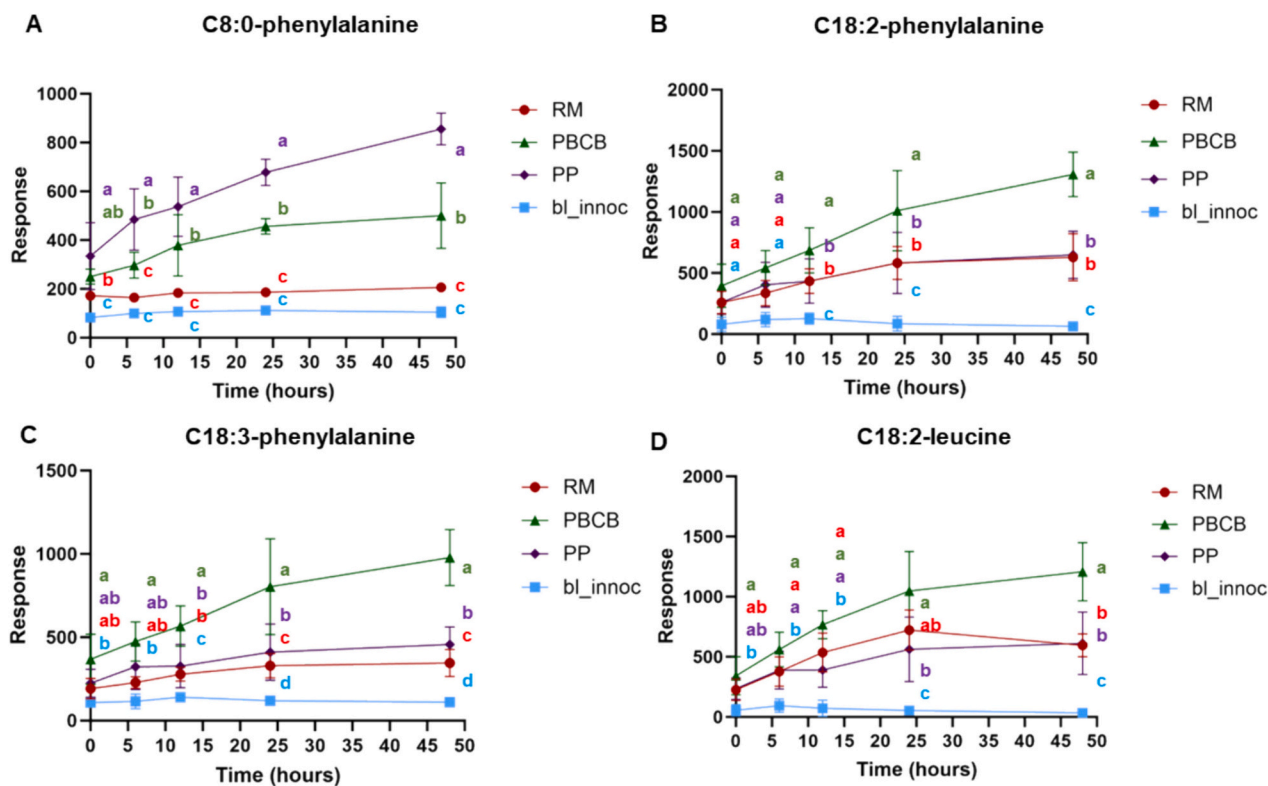 A
C8:0-phenylalanine
Response
1000
800
600
400
200
0
0 5 10 15 20 25 30 35 40 45 50
Time (hours)
a
ab
b
c
a
b
c
c
a
b
c
c
a
b
c
c
a
b
c
c
RM
PBCB
PP
bl_innoc
B
C18:2-phenylalanine
Response
2000
1500
1000
500
0
0 5 10 15 20 25 30 35 40 45 50
Time (hours)
a
a
a
a
a
a
a
a
a
b
b
c
a
b
b
c
a
b
b
c
RM
PBCB
PP
bl_innoc
C
C18:3-phenylalanine
Response
1500
1000
500
0
0 5 10 15 20 25 30 35 40 45 50
Time (hours)
a
ab
ab
b
a
ab
ab
b
a
b
b
c
a
b
c
d
a
b
c
d
RM
PBCB
PP
bl_innoc
D
C18:2-leucine
Response
2000
1500
1000
500
0
0 5 10 15 20 25 30 35 40 45 50
Time (hours)
a
ab
ab
b
a
a
a
b
a
a
a
b
a
ab
b
c
a
b
b
c
RM
PBCB
PP
bl_innoc